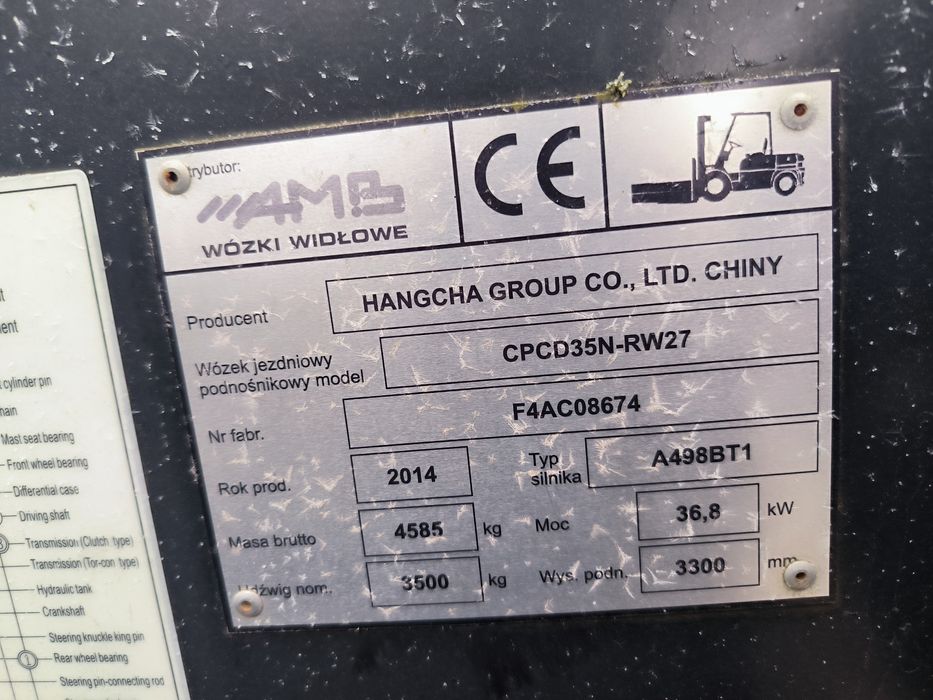 trybutor:
AMB
WÓZKI WIDŁOWE
CE
Producent
HANGCHA GROUP CO., LTD. CHINY
Wózek jezdniowy
podnośnikowy model
CPCD35N-RW27
Nr fabr.
F4AC08674
Rok prod.
2014
Typ
silnika
A498BT1
Masa brutto
4585
kg
Moc
36,8
kW
Udźwig nom.
3500
kg
Wys. podn.
3300
mm
cylinder pin
Mast seat bearing
Front wheel bearing
Differential case
Driving shaft
Transmission (Clutch type)
Transmission (Tor-con type)
Hydraulic tank
Crankshaft
Steering knuckle king pin
1
Rear wheel bearing
Steering pin-connecting rod